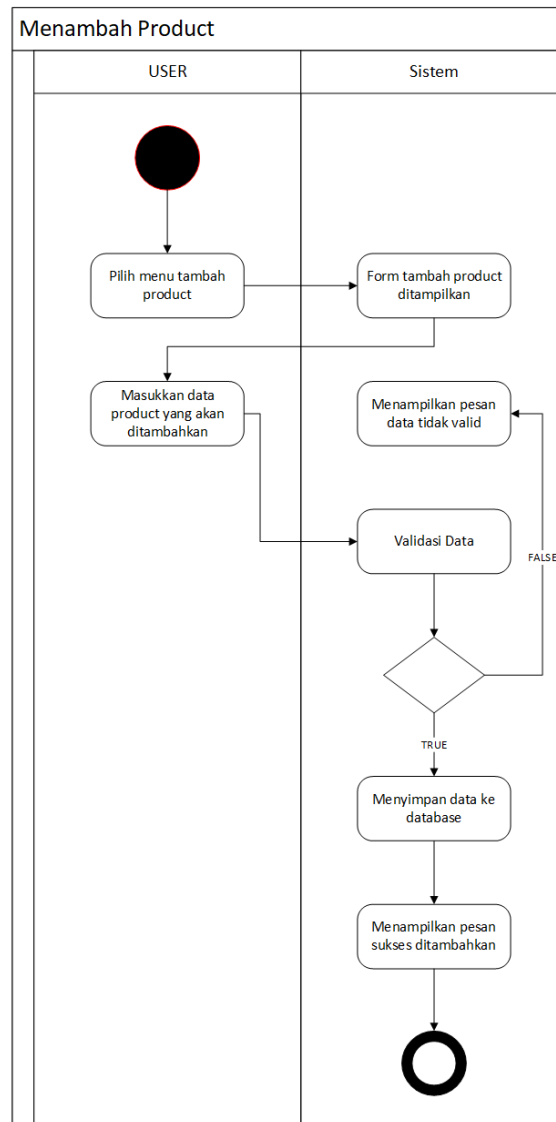 Menambah Product
USER
Sistem
Pilih menu tambah
product
Form tambah product
ditampilkan
Masukkan data
product yang akan
ditambahkan
Menampilkan pesan
data tidak valid
Validasi Data
FALSE
TRUE
Menyimpan data ke
database
Menampilkan pesan
sukses ditambahkan